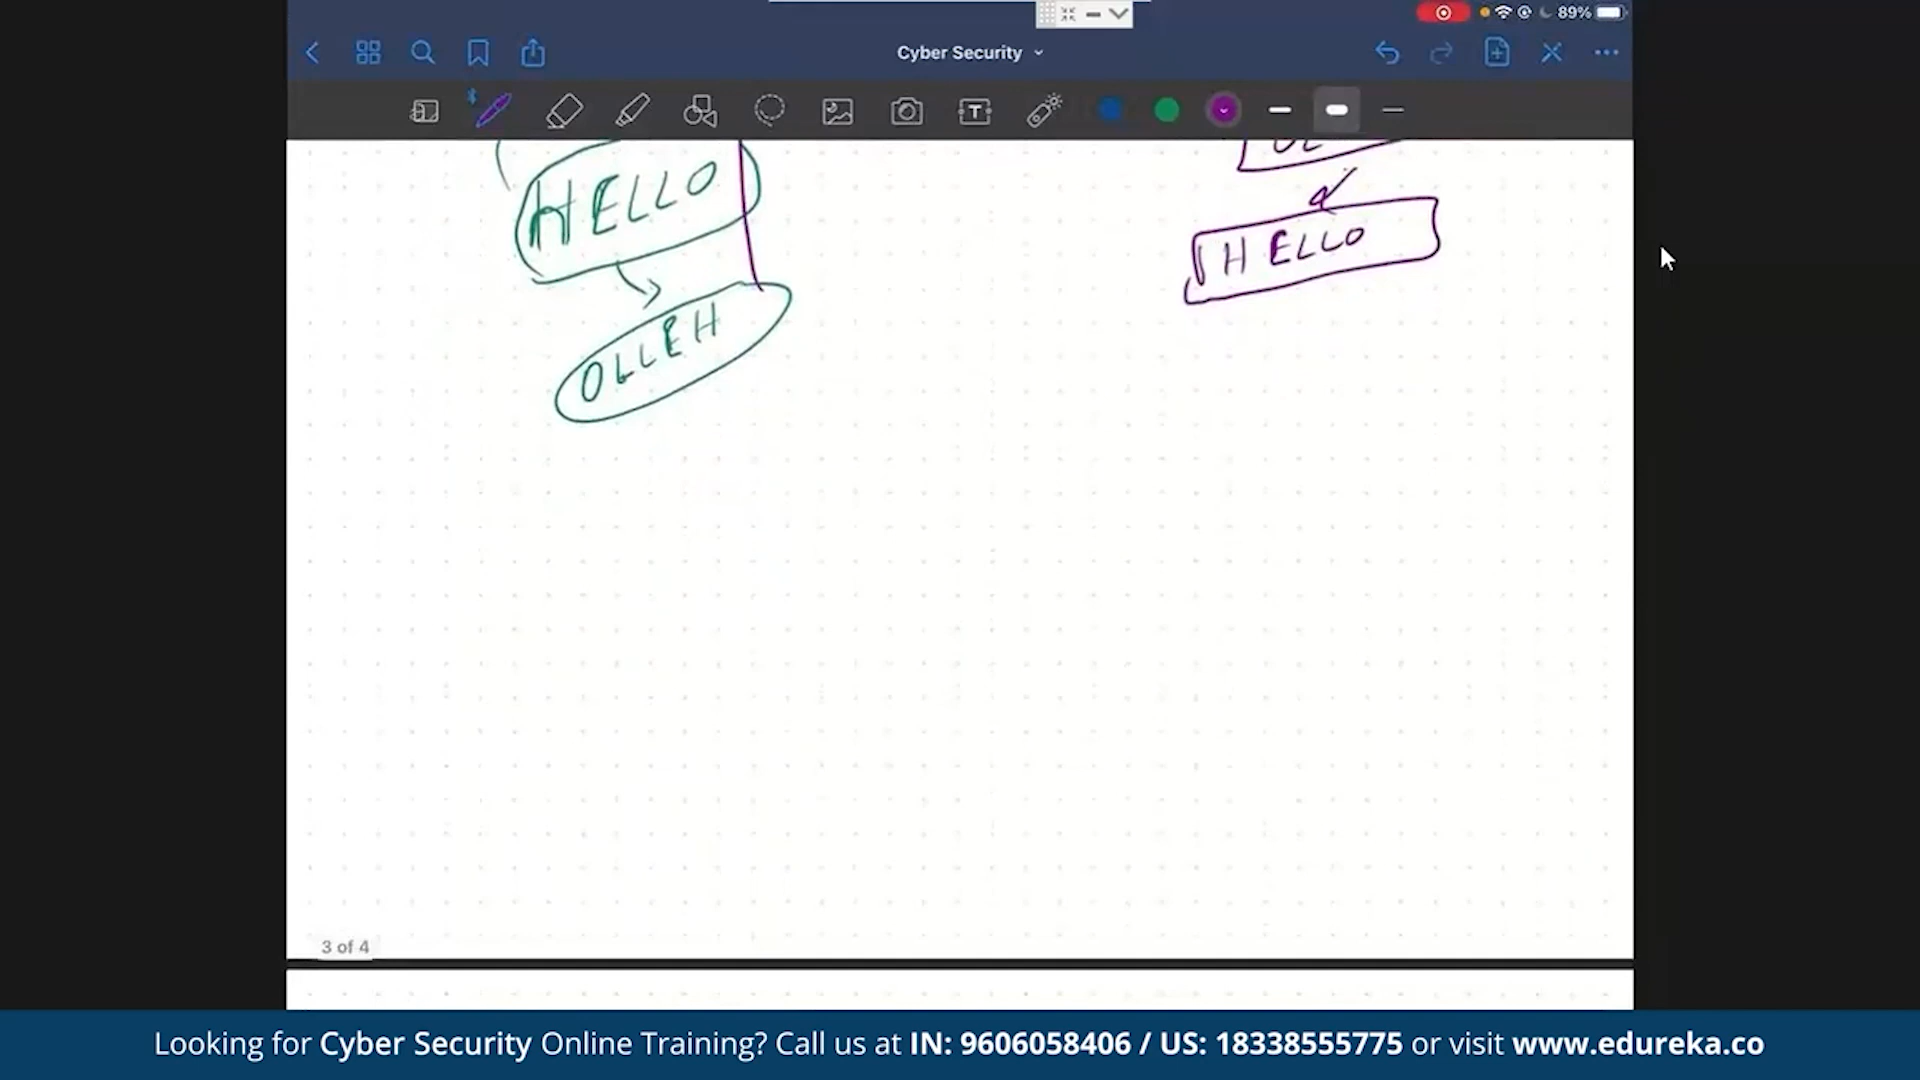 89%
Cyber Security
T
HELLO
HELLO
OLLEH
3 of 4
Looking for Cyber Security Online Training? Call us at IN: 9606058406 / US: 18338555775 or visit www.edureka.co